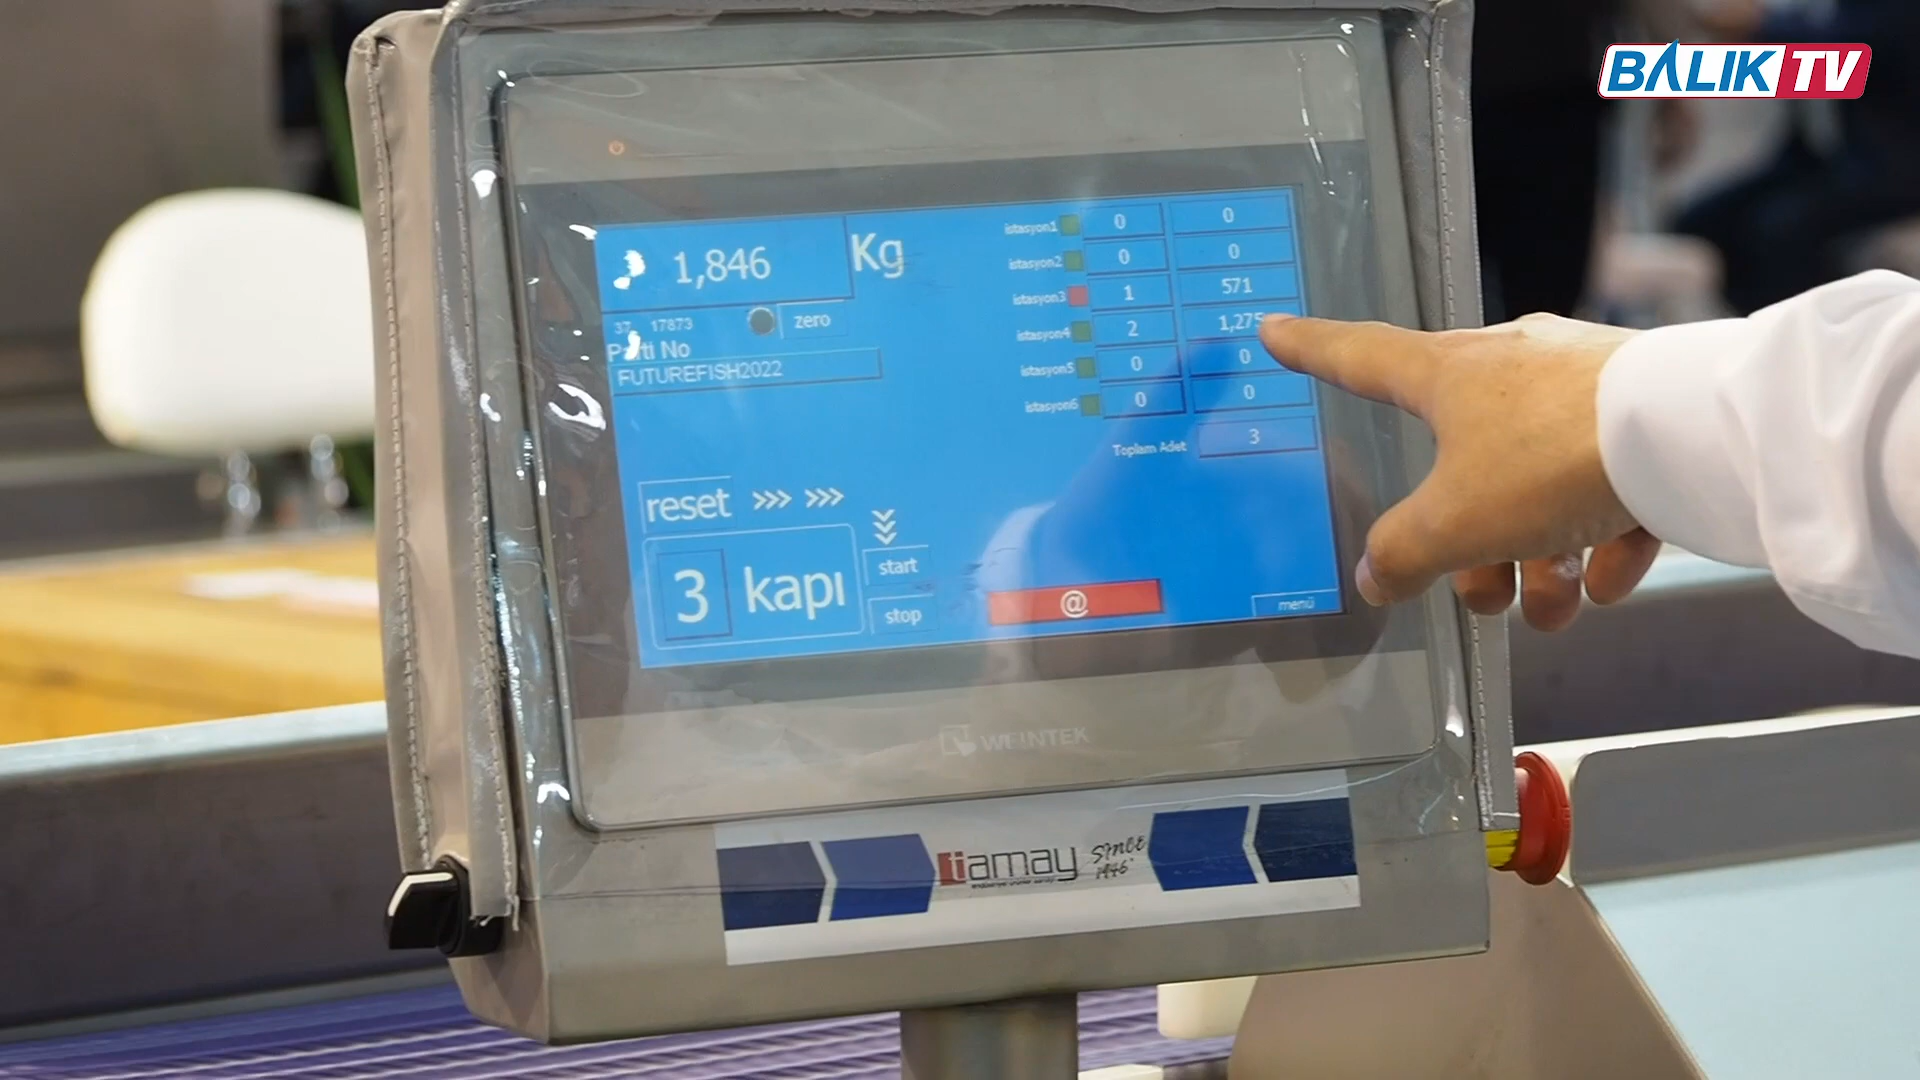 BALIK TV
1,846 Kg
37 17873 zero
Parti No
FUTUREFISH2022
istasyon1 0 0
istasyon2 0 0
istasyon3 1 571
istasyon4 2 1,275
istasyon5 0 0
istasyon6 0 0
Toplam Adet 3
reset >>> >>>
3 kapı
start
stop
@
menü
WEINTEK
tamay
since
1946